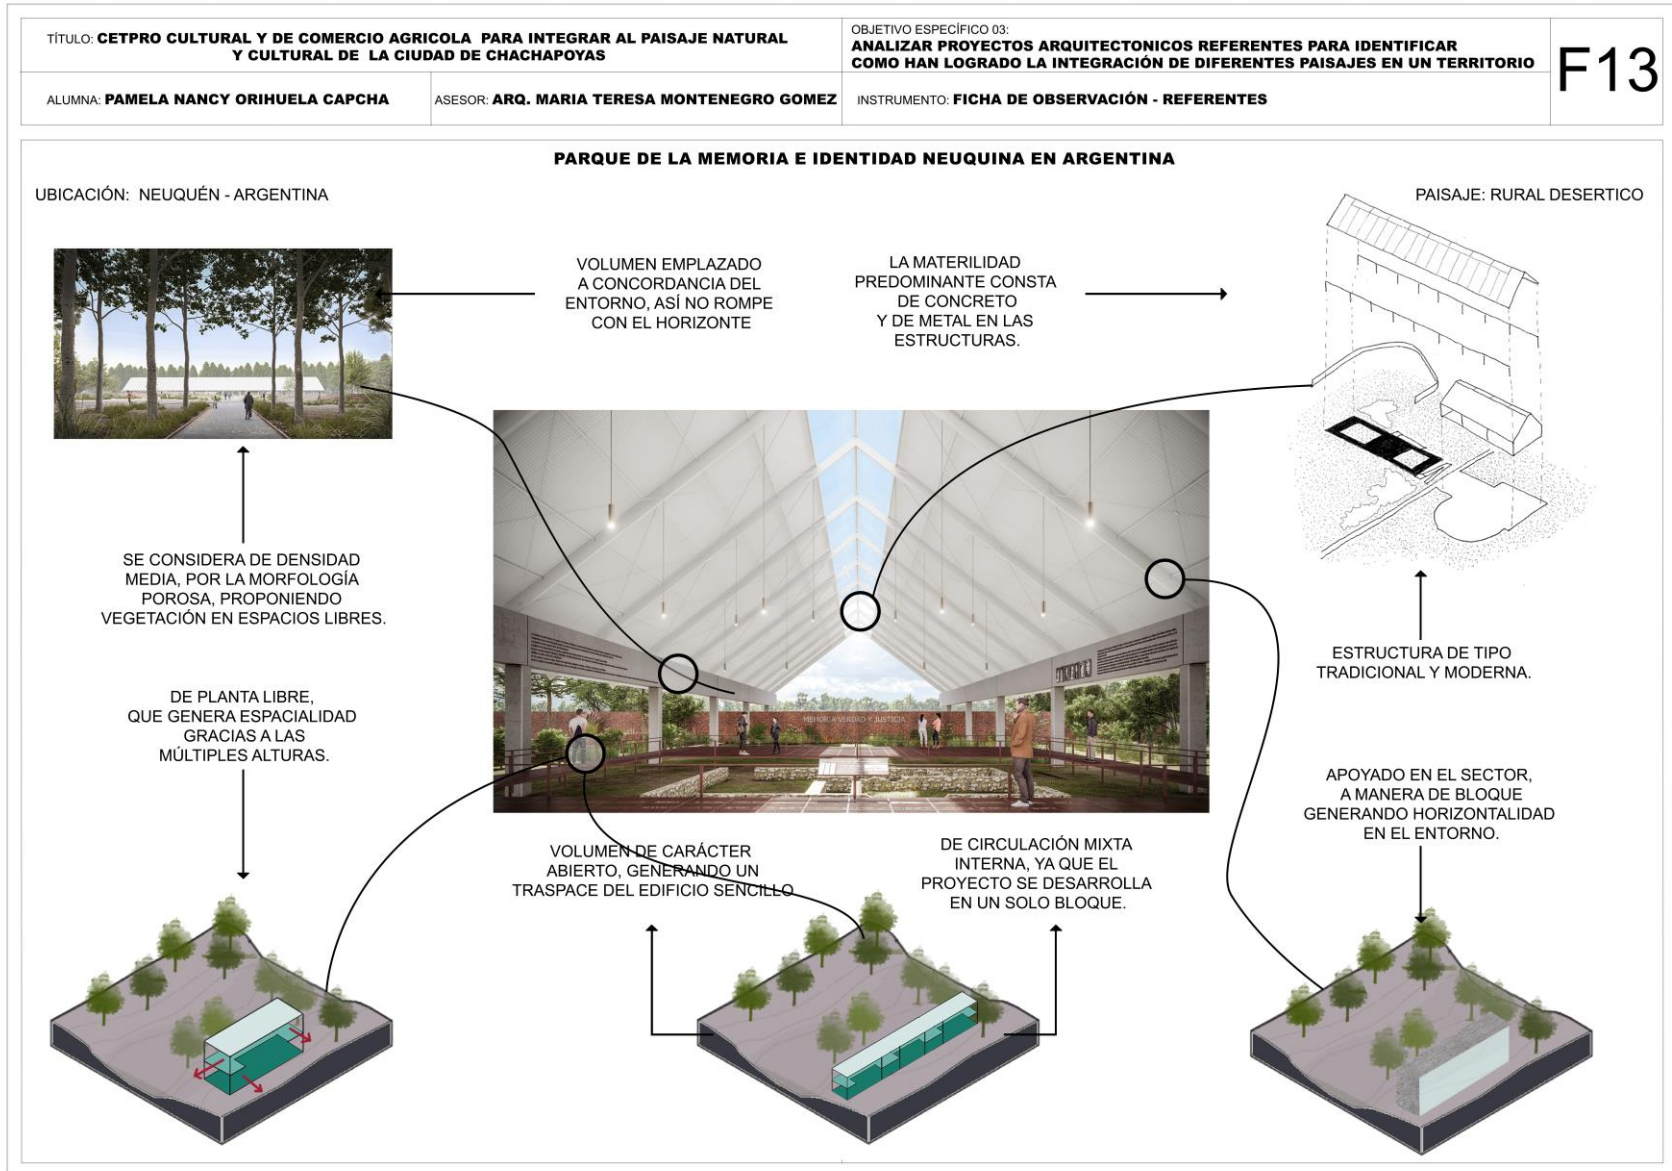 TÍTULO: CETPRO CULTURAL Y DE COMERCIO AGRICOLA PARA INTEGRAR AL PAISAJE NATURAL
Y CULTURAL DE LA CIUDAD DE CHACHAPOYAS
OBJETIVO ESPECÍFICO 03:
ANALIZAR PROYECTOS ARQUITECTONICOS REFERENTES PARA IDENTIFICAR
COMO HAN LOGRADO LA INTEGRACIÓN DE DIFERENTES PAISAJES EN UN TERRITORIO
F13
ALUMNA: PAMELA NANCY ORIHUELA CAPCHA
ASESOR: ARQ. MARIA TERESA MONTENEGRO GOMEZ
INSTRUMENTO: FICHA DE OBSERVACIÓN - REFERENTES
PARQUE DE LA MEMORIA E IDENTIDAD NEUQUINA EN ARGENTINA
UBICACIÓN: NEUQUÉN - ARGENTINA
PAISAJE: RURAL DESERTICO
VOLUMEN EMPLAZADO
A CONCORDANCIA DEL
ENTORNO, ASÍ NO ROMPE
CON EL HORIZONTE
LA MATERILIDAD
PREDOMINANTE CONSTA
DE CONCRETO
Y DE METAL EN LAS
ESTRUCTURAS.
SE CONSIDERA DE DENSIDAD
MEDIA, POR LA MORFOLOGÍA
POROSA, PROPONIENDO
VEGETACIÓN EN ESPACIOS LIBRES.
ESTRUCTURA DE TIPO
TRADICIONAL Y MODERNA.
DE PLANTA LIBRE,
QUE GENERA ESPACIALIDAD
GRACIAS A LAS
MÚLTIPLES ALTURAS.
MEMORIA VERDAD Y JUSTICIA
APOYADO EN EL SECTOR,
A MANERA DE BLOQUE
GENERANDO HORIZONTALIDAD
EN EL ENTORNO.
VOLUMEN DE CARÁCTER
ABIERTO, GENERANDO UN
TRASPACE DEL EDIFICIO SENCILLO
DE CIRCULACIÓN MIXTA
INTERNA, YA QUE EL
PROYECTO SE DESARROLLA
EN UN SOLO BLOQUE.